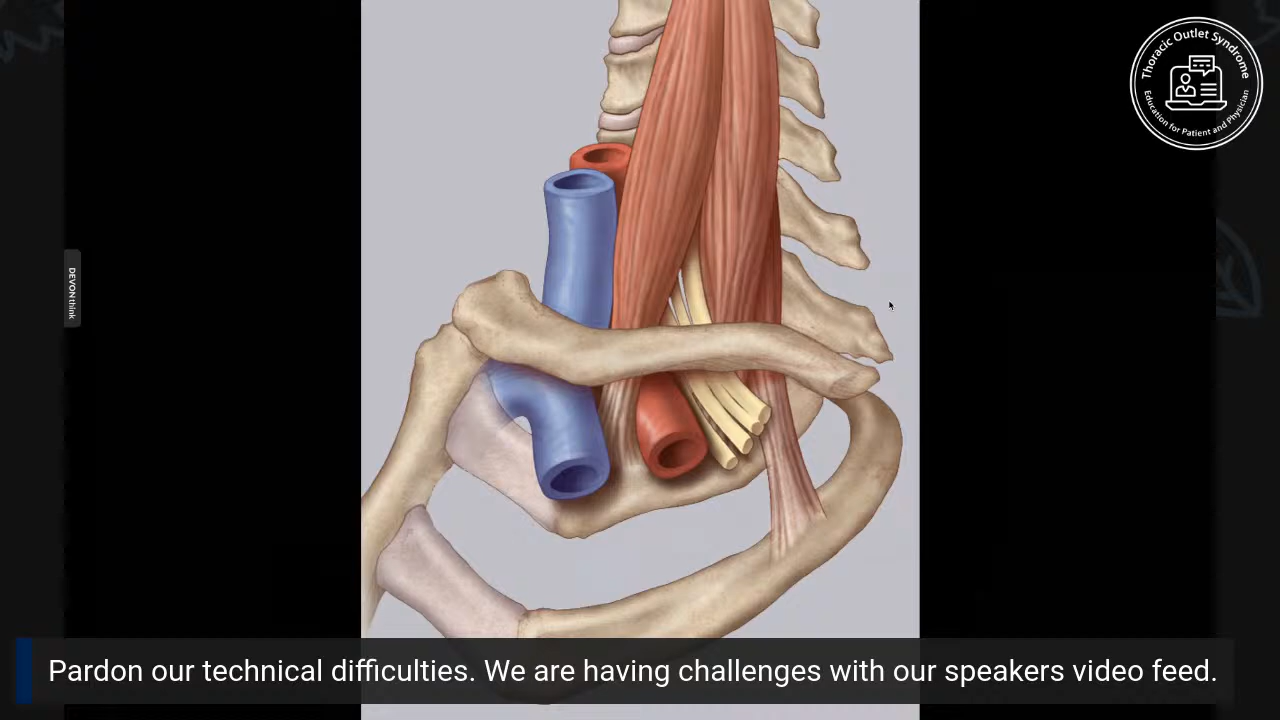 Thoracic Outlet Syndrome
Education for Patient and Physician
DEVONthink
Pardon our technical difficulties. We are having challenges with our speakers video feed.